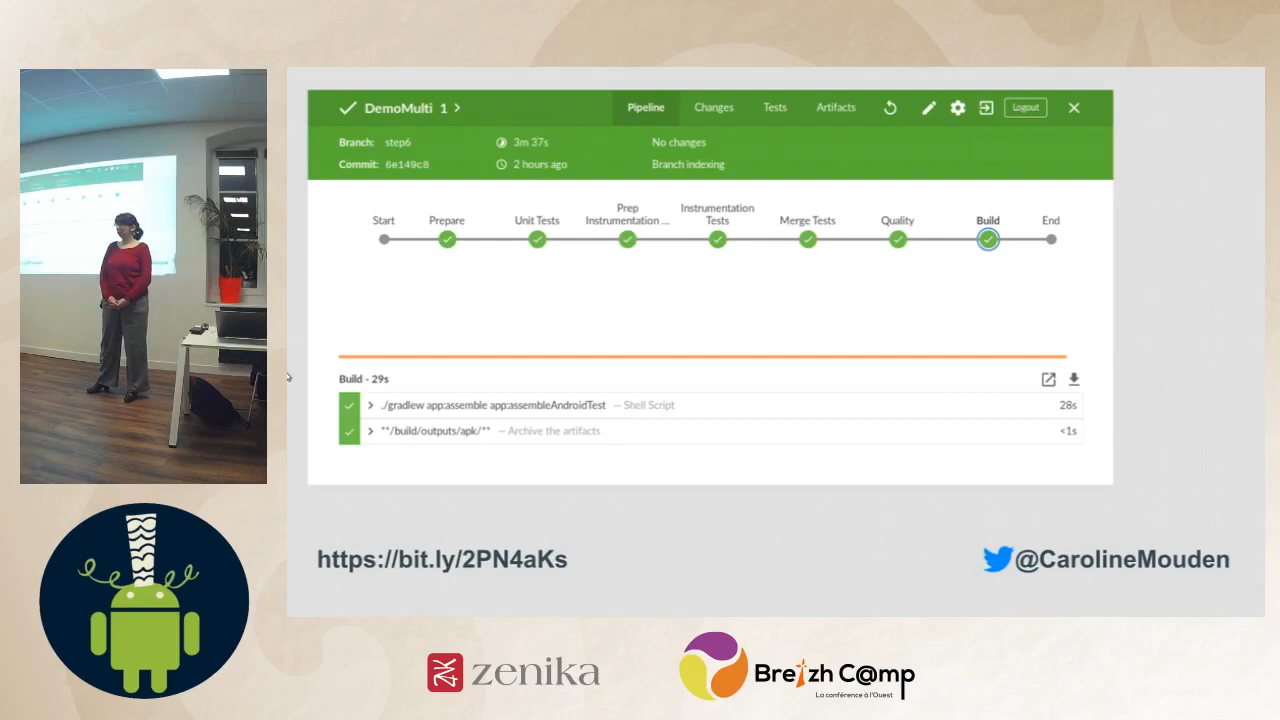 DemoMulti 1
Pipeline
Changes
Tests
Artifacts
Logout
Branch: step6
3m 37s
No changes
Commit: 6e149c8
2 hours ago
Branch indexing
Start
Prepare
Unit Tests
Prep
Instrumentation ...
Instrumentation
Tests
Merge Tests
Quality
Build
End
Build - 29s
./gradlew app:assemble app:assembleAndroidTest — Shell Script
28s
**/build/outputs/apk/** — Archive the artifacts
<1s
https://bit.ly/2PN4aKs
@CarolineMouden
zenika
Breizh C@mp
La conférence à l'Ouest